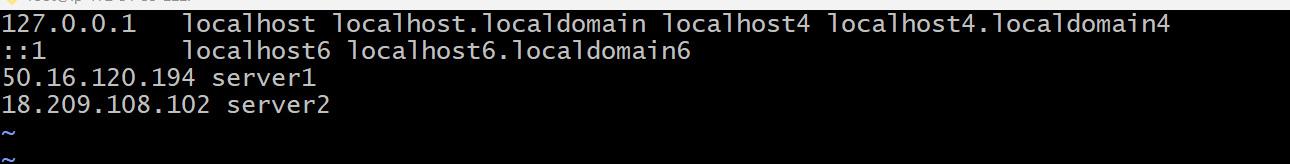 127.0.0.1   localhost localhost.localdomain localhost4 localhost4.localdomain4
::1         localhost6 localhost6.localdomain6
50.16.120.194 server1
18.209.108.102 server2
~
~